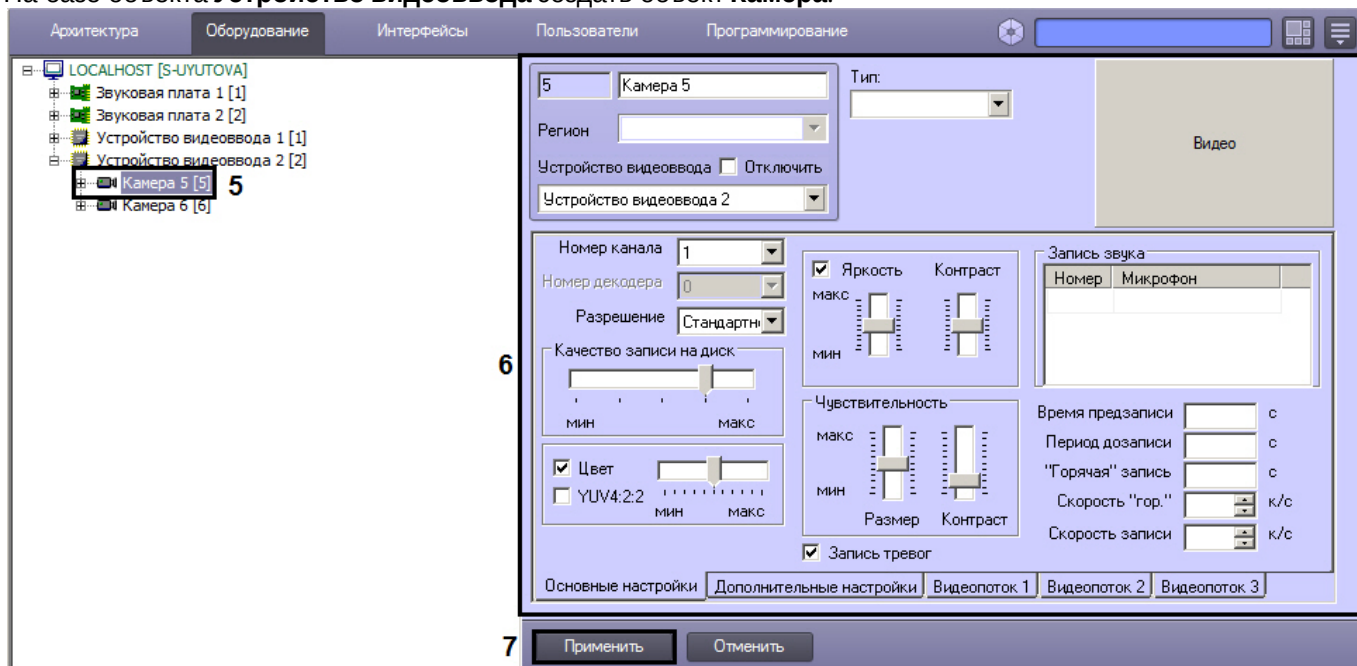 На базе объекта Устройство видеоввода создать объект Камера.
Архитектура Оборудование Интерфейсы Пользователи Программирование
LOCALHOST [S-UYUTOVA]
Звуковая плата 1 [1]
Звуковая плата 2 [2]
Устройство видеоввода 1 [1]
Устройство видеоввода 2 [2]
Камера 5 [5] 5
Камера 6 [6]
5 Камера 5
Тип:
Регион
Устройство видеоввода Отключить
Устройство видеоввода 2
Видео
6
Номер канала 1
Номер декодера 0
Разрешение Стандартн
Качество записи на диск
мин макс
Цвет
YUV4:2:2
мин макс
Яркость Контраст
макс
мин
Чувствительность
макс
мин
Размер Контраст
Запись тревог
Запись звука
Номер Микрофон
Время предзаписи с
Период дозаписи с
"Горячая" запись с
Скорость "гор." к/с
Скорость записи к/с
Основные настройки Дополнительные настройки Видеопоток 1 Видеопоток 2 Видеопоток 3
7 Применить Отменить